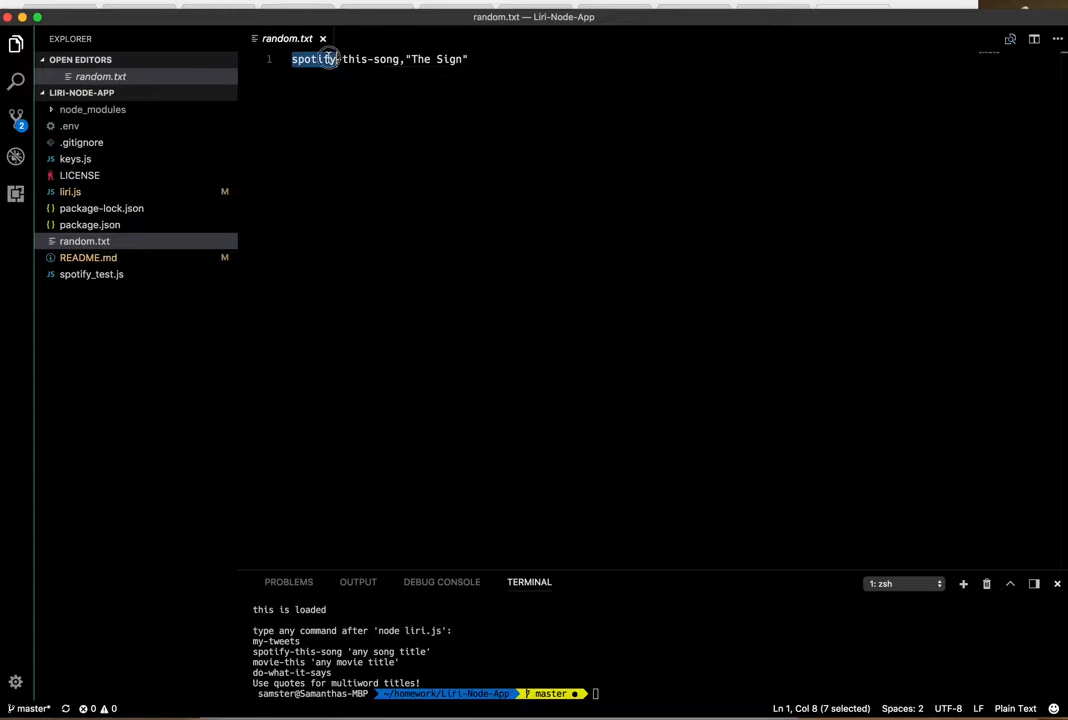 random.txt — Liri-Node-App
EXPLORER
OPEN EDITORS
random.txt
LIRI-NODE-APP
node_modules
.env
.gitignore
keys.js
LICENSE
liri.js M
package-lock.json
package.json
random.txt
README.md M
spotify_test.js
2
random.txt
1 spotify-this-song,"The Sign"
PROBLEMS OUTPUT DEBUG CONSOLE TERMINAL
1: zsh
this is loaded
type any command after 'node liri.js':
my-tweets
spotify-this-song 'any song title'
movie-this 'any movie title'
do-what-it-says
Use quotes for multiword titles!
samster@Samanthas-MBP ~/homework/Liri-Node-App master
master* 0 0 Ln 1, Col 8 (7 selected) Spaces: 2 UTF-8 LF Plain Text